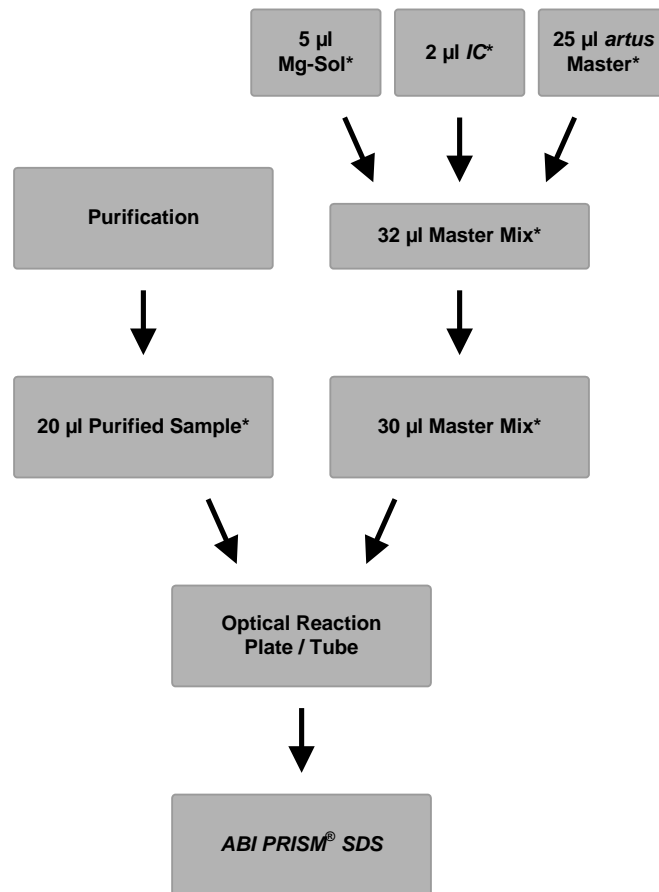 5 µl
Mg-Sol*
2 µl IC*
25 µl artus
Master*
Purification
32 µl Master Mix*
20 µl Purified Sample*
30 µl Master Mix*
Optical Reaction
Plate / Tube
ABI PRISM® SDS